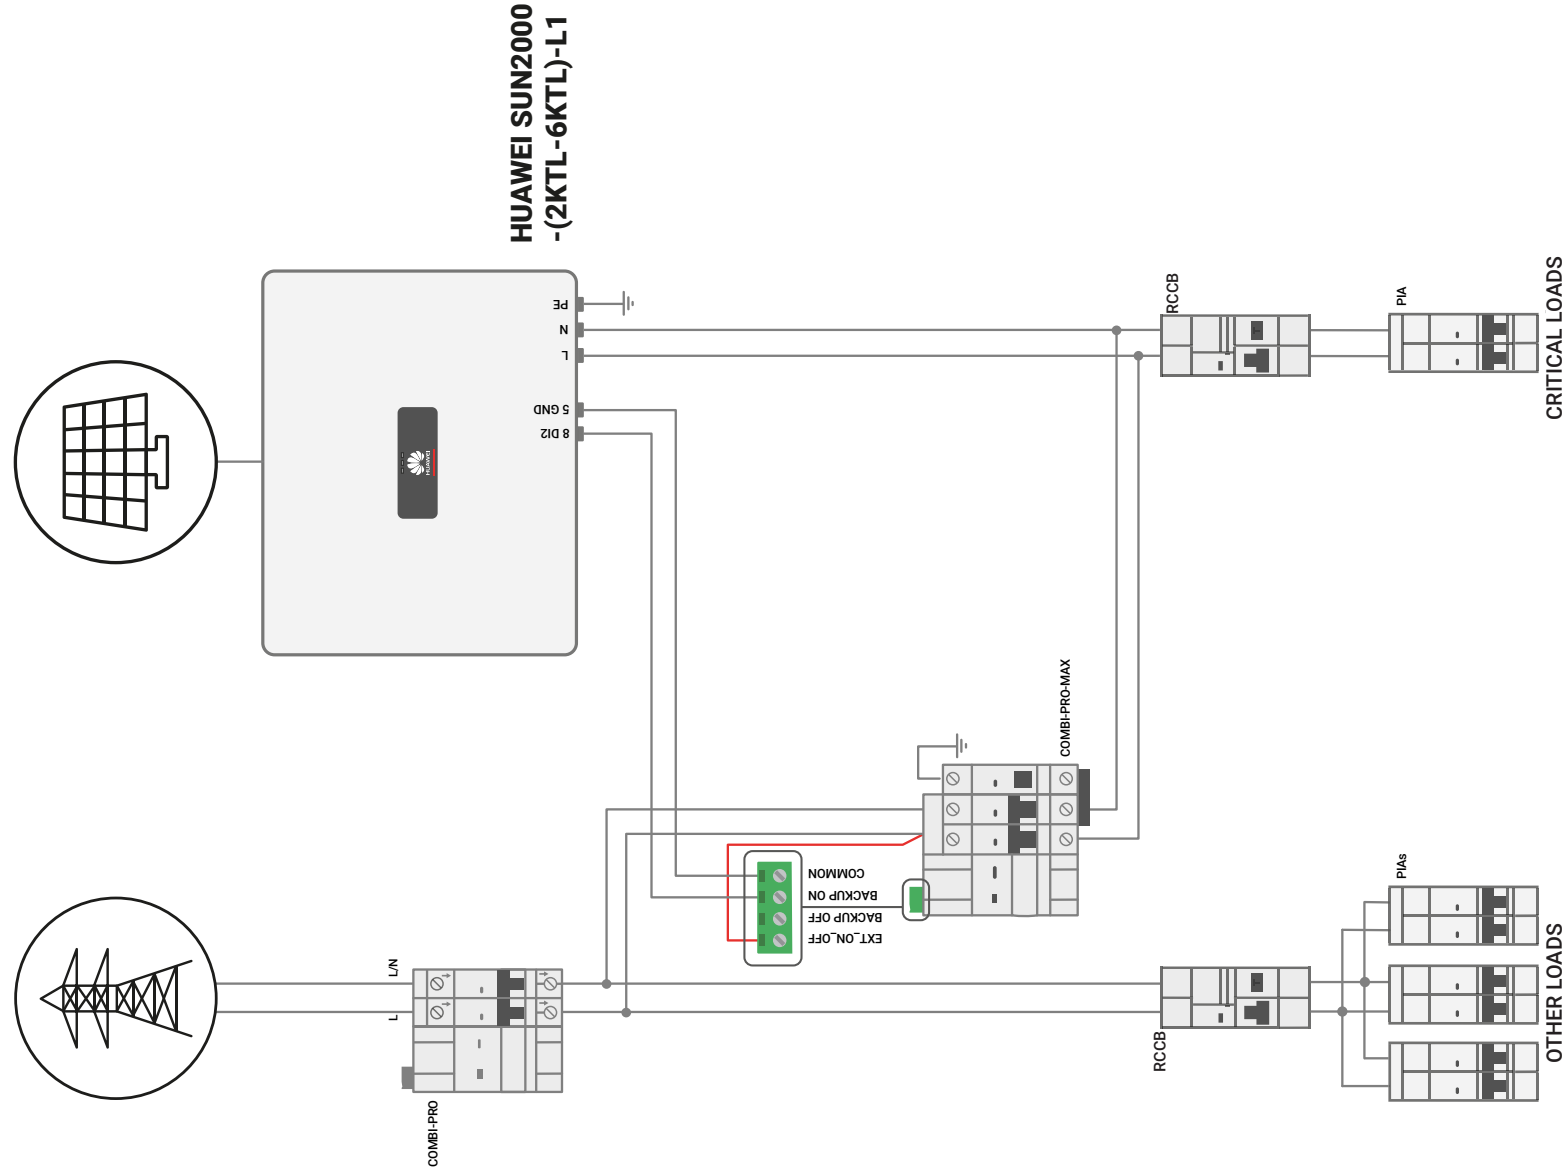 HUAWEI SUN2000
-(2KTL-6KTL)-L1
PE
N
L
5 GND
8 DI2
HUAWEI
RCCB
PIA
CRITICAL LOADS
COMBI-PRO-MAX
COMMON
BACKUP ON
BACKUP OFF
EXT_ON_OFF
L/N
L
COMBI-PRO
RCCB
PIAs
OTHER LOADS